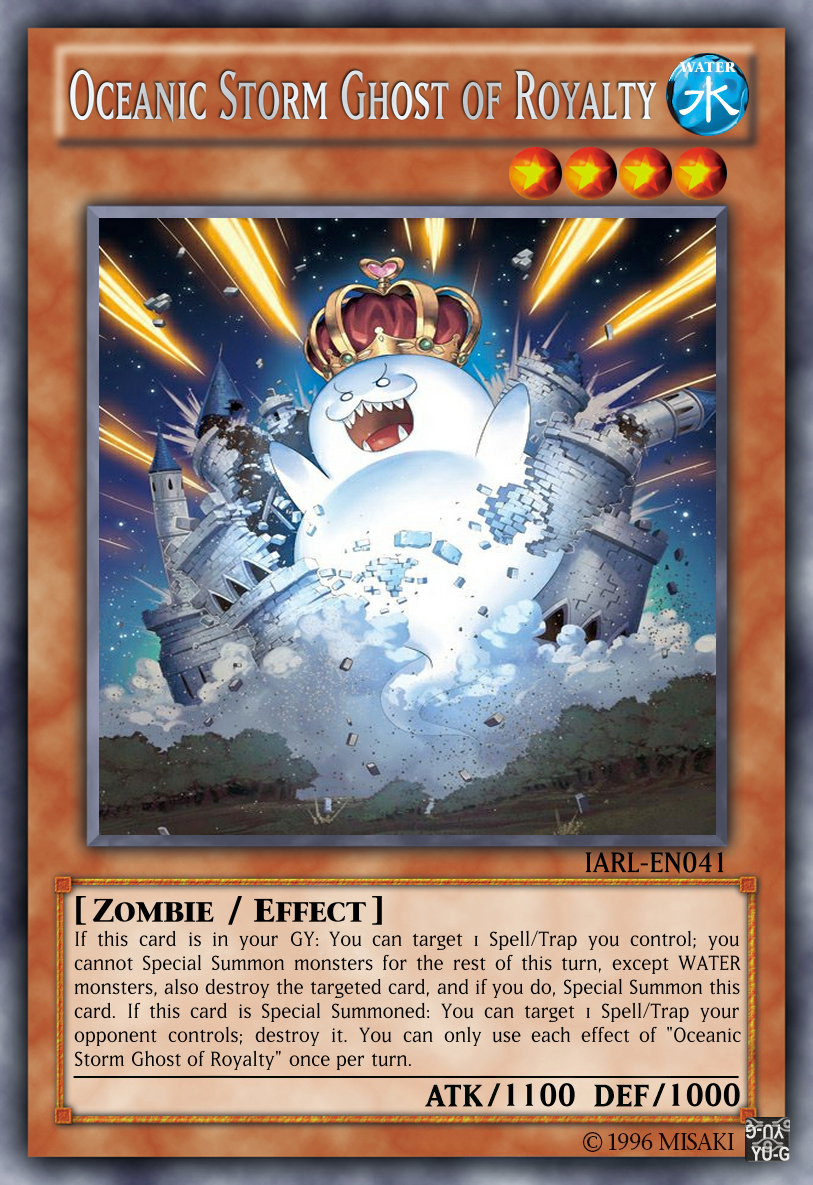 Oceanic Storm Ghost of Royalty
WATER
水
IARL-EN041
[ Zombie / Effect ]
If this card is in your GY: You can target 1 Spell/Trap you control; you
cannot Special Summon monsters for the rest of this turn, except WATER
monsters, also destroy the targeted card, and if you do, Special Summon this
card. If this card is Special Summoned: You can target 1 Spell/Trap your
opponent controls; destroy it. You can only use each effect of "Oceanic
Storm Ghost of Royalty" once per turn.
ATK/1100 DEF/1000
© 1996 MISAKI
YU-G
YU-G